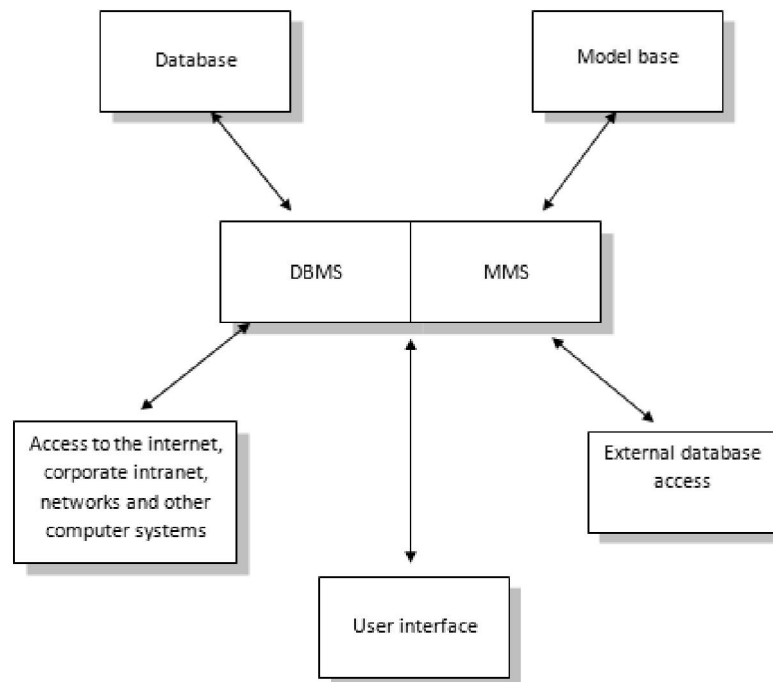 Database
Model base
DBMS
MMS
Access to the internet,
corporate intranet,
networks and other
computer systems
External database
access
User interface